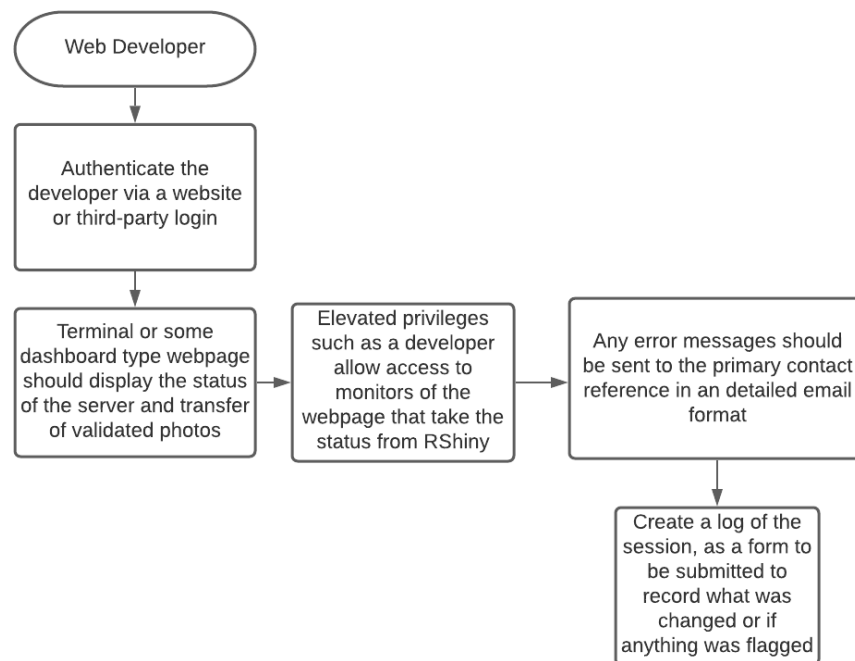 Web Developer
Authenticate the
developer via a website
or third-party login
Terminal or some
dashboard type webpage
should display the status
of the server and transfer
of validated photos
Elevated privileges
such as a developer
allow access to
monitors of the
webpage that take the
status from RShiny
Any error messages should
be sent to the primary contact
reference in an detailed email
format
Create a log of the
session, as a form to
be submitted to
record what was
changed or if
anything was flagged